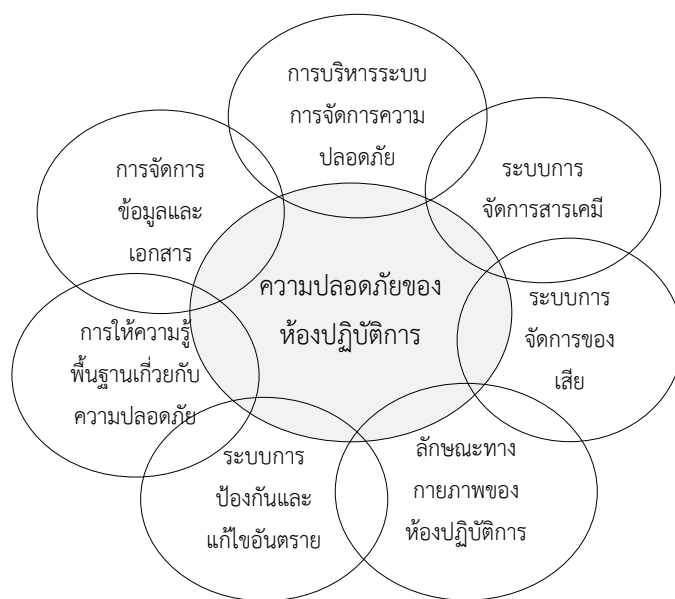 การบริหารระบบ
การจัดการความ
ปลอดภัย
ระบบการ
จัดการสารเคมี
ระบบการ
จัดการของ
เสีย
ลักษณะทาง
กายภาพของ
ห้องปฏิบัติการ
ระบบการ
ป้องกันและ
แก้ไขอันตราย
การให้ความรู้
พื้นฐานเกี่วยกับ
ความปลอดภัย
การจัดการ
ข้อมูลและ
เอกสาร
ความปลอดภัยของ
ห้องปฏิบัติการ